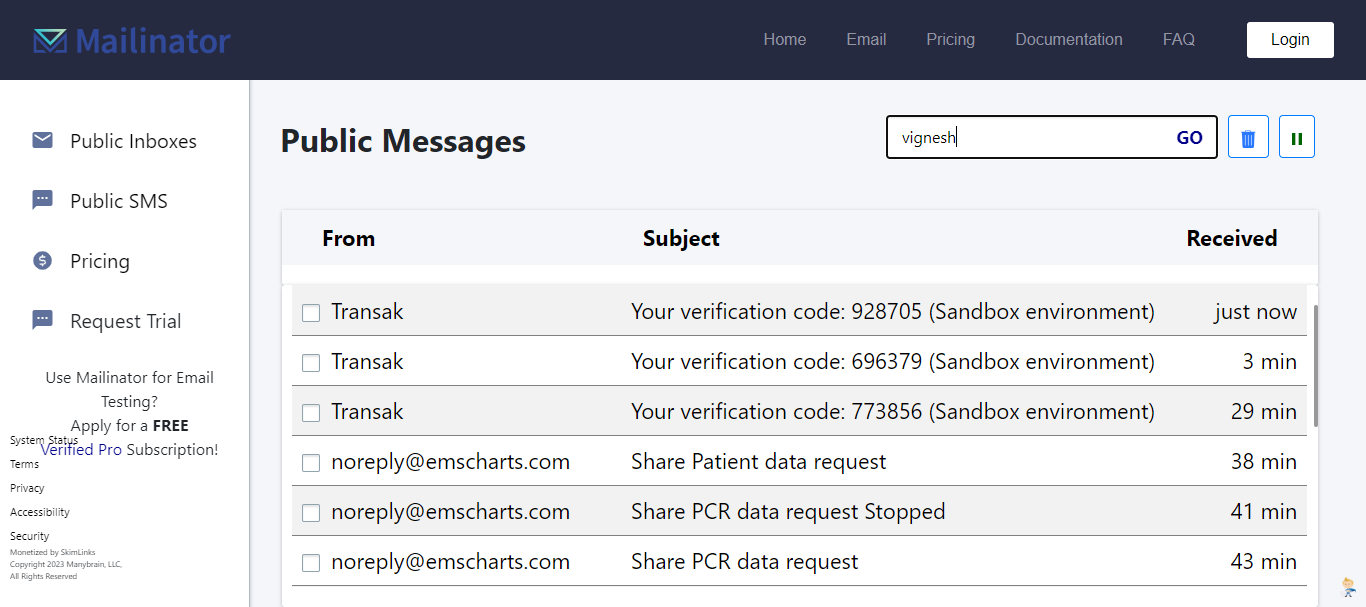 Mailinator
Home Email Pricing Documentation FAQ Login
Public Inboxes
Public SMS
Pricing
Request Trial
Use Mailinator for Email
Testing?
Apply for a FREE
Verified Pro Subscription!
System Status
Terms
Privacy
Accessibility
Security
Monetized by SkimLinks
Copyright 2023 Manybrain, LLC,
All Rights Reserved
Public Messages
vignesh GO
From Subject Received
Transak Your verification code: 928705 (Sandbox environment) just now
Transak Your verification code: 696379 (Sandbox environment) 3 min
Transak Your verification code: 773856 (Sandbox environment) 29 min
noreply@emscharts.com Share Patient data request 38 min
noreply@emscharts.com Share PCR data request Stopped 41 min
noreply@emscharts.com Share PCR data request 43 min